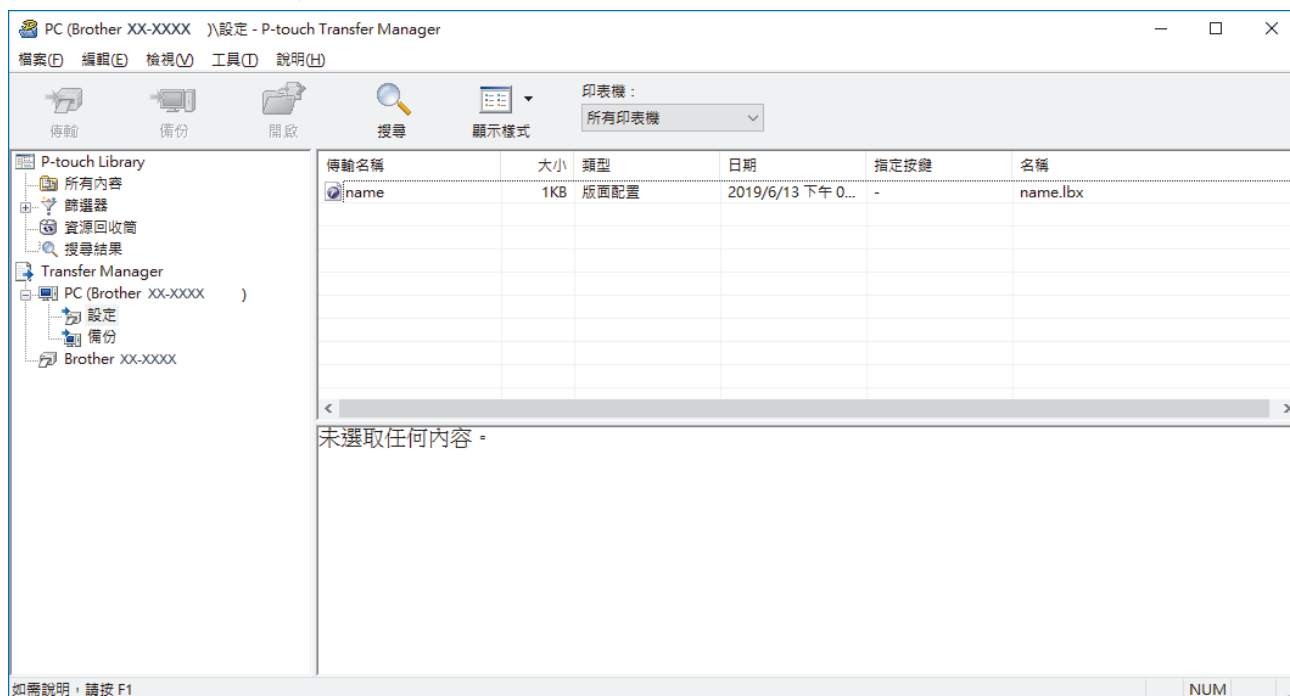 PC (Brother XX-XXXX )\設定 - P-touch Transfer Manager
檔案(F) 編輯(E) 檢視(V) 工具(T) 說明(H)
傳輸 備份 開啟 搜尋 顯示樣式
印表機：
所有印表機
P-touch Library
所有內容
篩選器
資源回收筒
搜尋結果
Transfer Manager
PC (Brother XX-XXXX )
設定
備份
Brother XX-XXXX
傳輸名稱 大小 類型 日期 指定按鍵 名稱
name 1KB 版面配置 2019/6/13 下午 0... - name.lbx
未選取任何內容。
如需說明，請按 F1
NUM